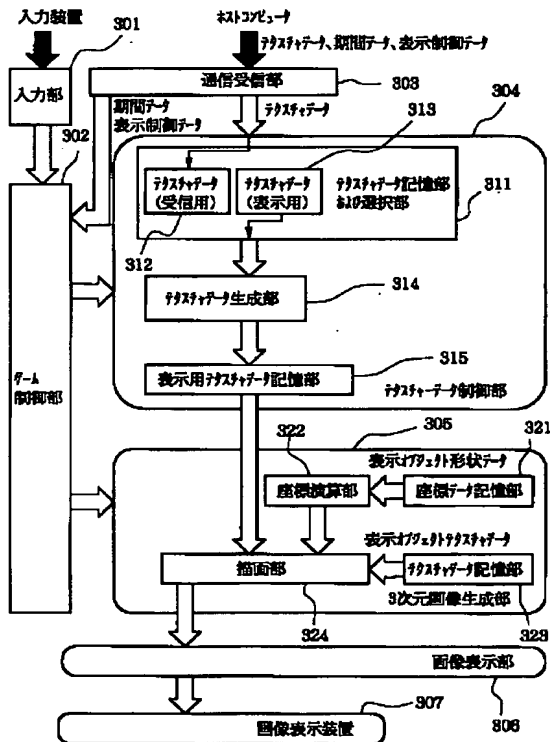 入力装置
301
ホストコンピュータ
テクスチャデータ、期間データ、表示制御データ
入力部
通信受信部
303
302
期間データ
表示制御データ
テクスチャデータ
313
304
テクスチャデータ
(受信用)
テクスチャデータ
(表示用)
テクスチャデータ記憶部
および選択部
311
312
テクスチャデータ生成部
314
315
表示用テクスチャデータ記憶部
テクスチャーデータ制御部
ゲーム
制御部
305
322
表示オブジェクト形状データ
321
座標演算部
座標データ記憶部
表示オブジェクトテクスチャデータ
描画部
テクスチャデータ記憶部
3次元画像生成部
324
323
画像表示部
306
307
画像表示装置